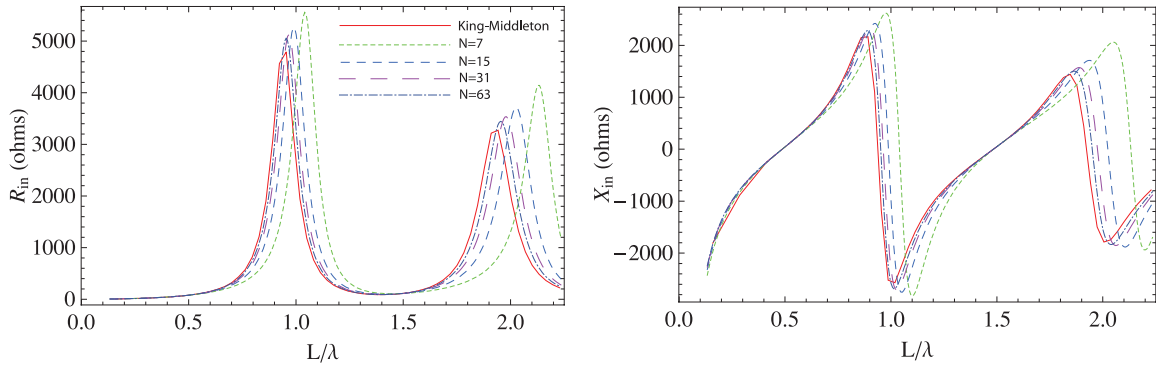 5000
4000
3000
2000
1000
0
R_in (ohms)
0.0 0.5 1.0 1.5 2.0
L/λ
King-Middleton
N=7
N=15
N=31
N=63
2000
1000
0
−1000
−2000
X_in (ohms)
0.0 0.5 1.0 1.5 2.0
L/λ